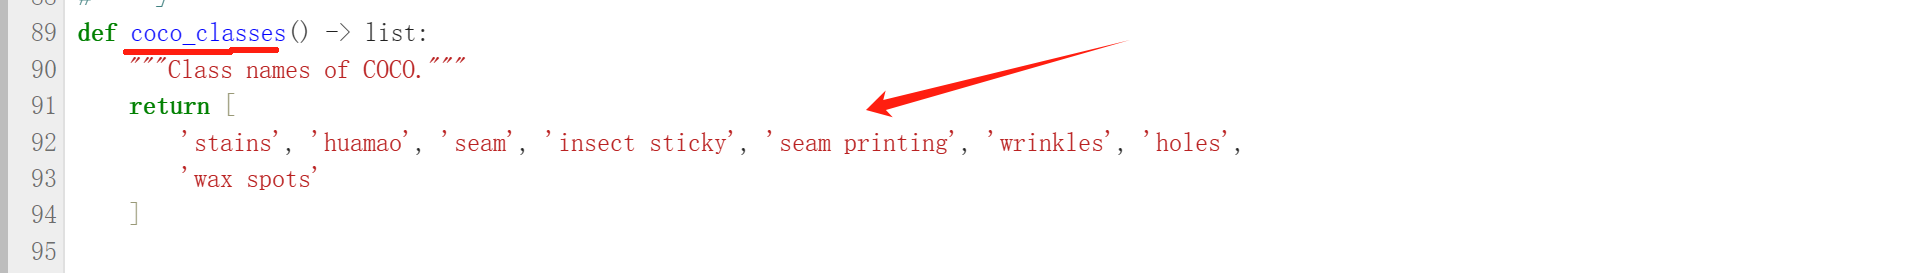 89 def coco_classes() -> list:
90 """Class names of COCO."""
91 return [
92 'stains', 'huamao', 'seam', 'insect sticky', 'seam printing', 'wrinkles', 'holes',
93 'wax spots'
94 ]
95